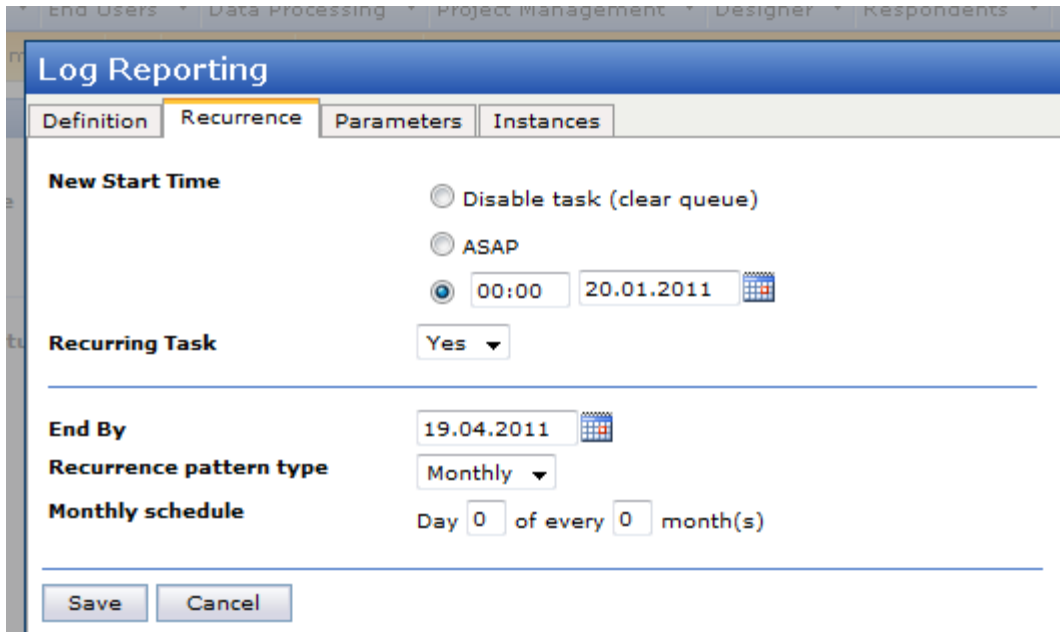 End Users Data Processing Project Management Designer Respondents
Log Reporting
Definition Recurrence Parameters Instances
New Start Time
Disable task (clear queue)
ASAP
00:00 20.01.2011
Recurring Task Yes
End By 19.04.2011
Recurrence pattern type Monthly
Monthly schedule Day 0 of every 0 month(s)
Save Cancel